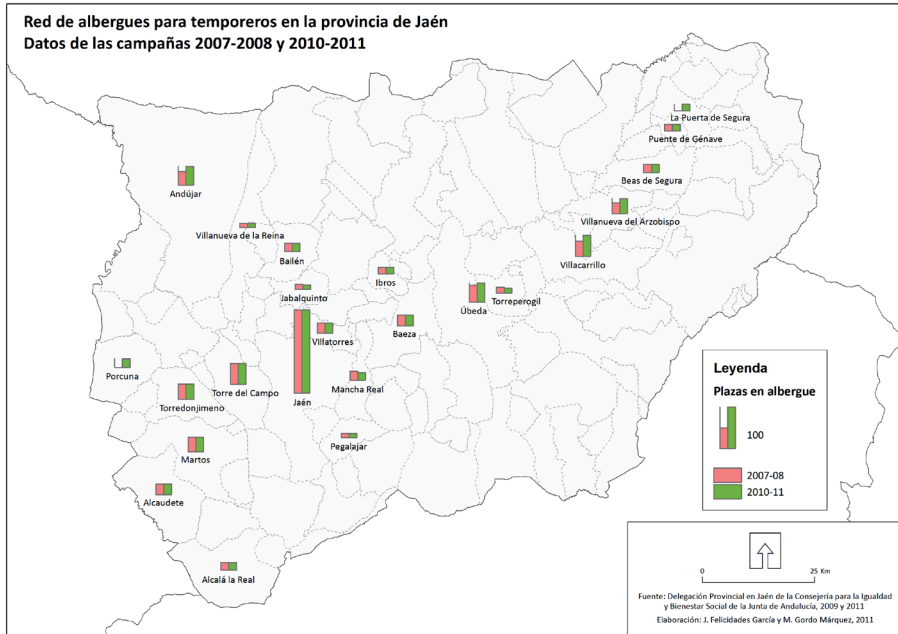 Red de albergues para temporeros en la provincia de Jaén
Datos de las campañas 2007-2008 y 2010-2011
La Puerta de Segura
Puente de Génave
Beas de Segura
Andújar
Villanueva del Arzobispo
Villanueva de la Reina
Bailén
Villacarrillo
Ibros
Jabalquinto
Torreperogil
Úbeda
Villatorres
Baeza
Porcuna
Torre del Campo
Mancha Real
Jaén
Torredonjimeno
Pegalajar
Martos
Alcaudete
Alcalá la Real
Leyenda
Plazas en albergue
100
2007-08
2010-11
0 25 Km
Fuente: Delegación Provincial en Jaén de la Consejería para la Igualdad
y Bienestar Social de la Junta de Andalucía, 2009 y 2011
Elaboración: J. Felicidades García y M. Gordo Márquez, 2011